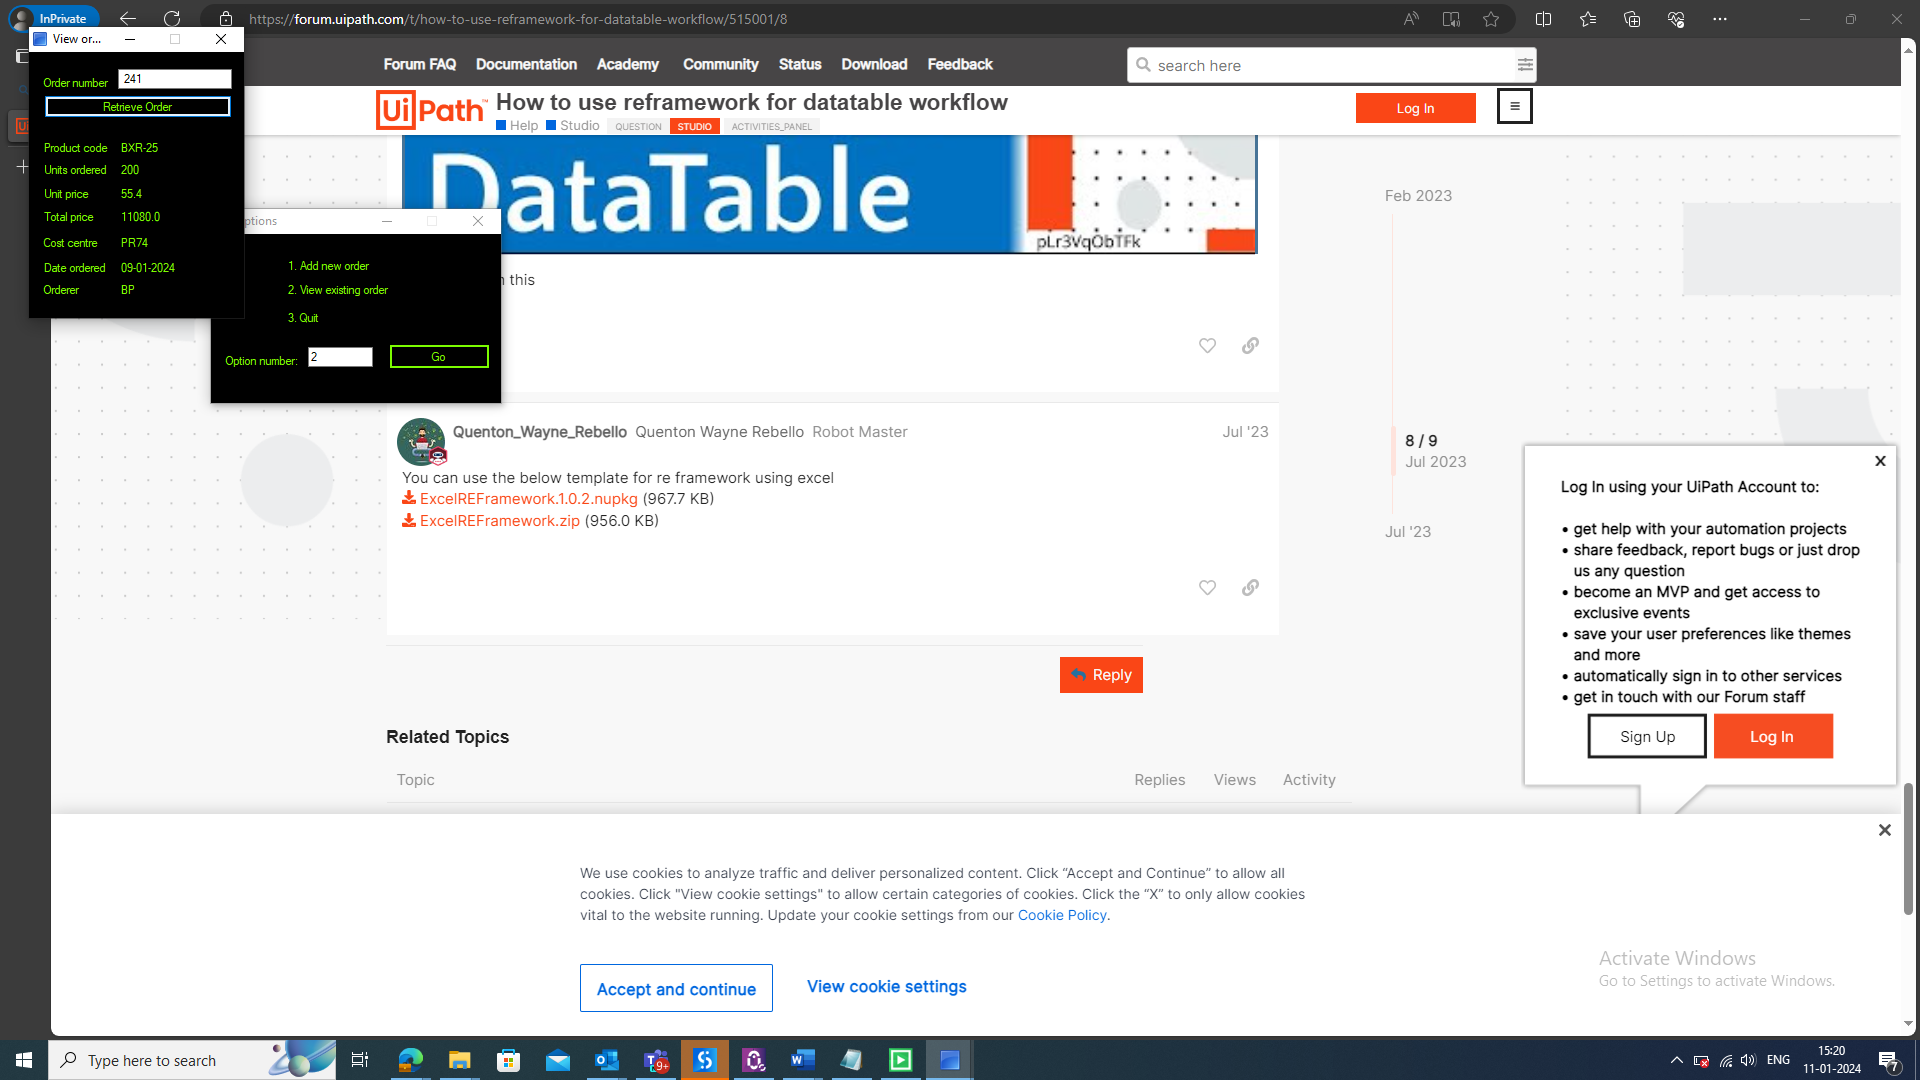 InPrivate
https://forum.uipath.com/t/how-to-use-reframework-for-datatable-workflow/515001/8
View or...
Order number 241
Retrieve Order
Product code BXR-25
Units ordered 200
Unit price 55.4
Total price 11080.0
Cost centre PR74
Date ordered 09-01-2024
Orderer BP
ptions
1. Add new order
2. View existing order
3. Quit
Option number: 2 Go
Forum FAQ Documentation Academy Community Status Download Feedback
search here
UiPath
How to use reframework for datatable workflow
Help Studio QUESTION STUDIO ACTIVITIES_PANEL
Log In
DataTable
pLr3VqObTFk
this
Quenton_Wayne_Rebello Quenton Wayne Rebello Robot Master Jul '23
You can use the below template for re framework using excel
ExcelREFramework.1.0.2.nupkg (967.7 KB)
ExcelREFramework.zip (956.0 KB)
Reply
Feb 2023
8 / 9
Jul 2023
Jul '23
X
Log In using your UiPath Account to:
• get help with your automation projects
• share feedback, report bugs or just drop
us any question
• become an MVP and get access to
exclusive events
• save your user preferences like themes
and more
• automatically sign in to other services
• get in touch with our Forum staff
Sign Up Log In
Related Topics
Topic Replies Views Activity
We use cookies to analyze traffic and deliver personalized content. Click “Accept and Continue” to allow all
cookies. Click "View cookie settings" to allow certain categories of cookies. Click the “X” to only allow cookies
vital to the website running. Update your cookie settings from our Cookie Policy.
Accept and continue View cookie settings
Activate Windows
Go to Settings to activate Windows.
Type here to search
9+
ENG
15:20
11-01-2024
7